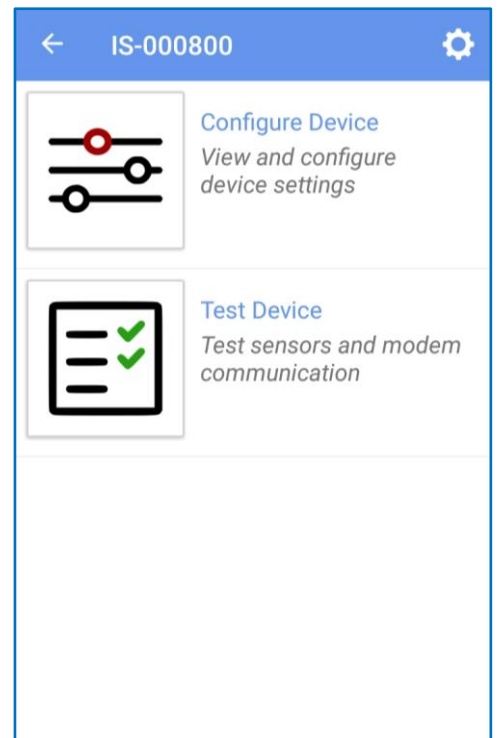 IS-000800
Configure Device
View and configure
device settings
Test Device
Test sensors and modem
communication